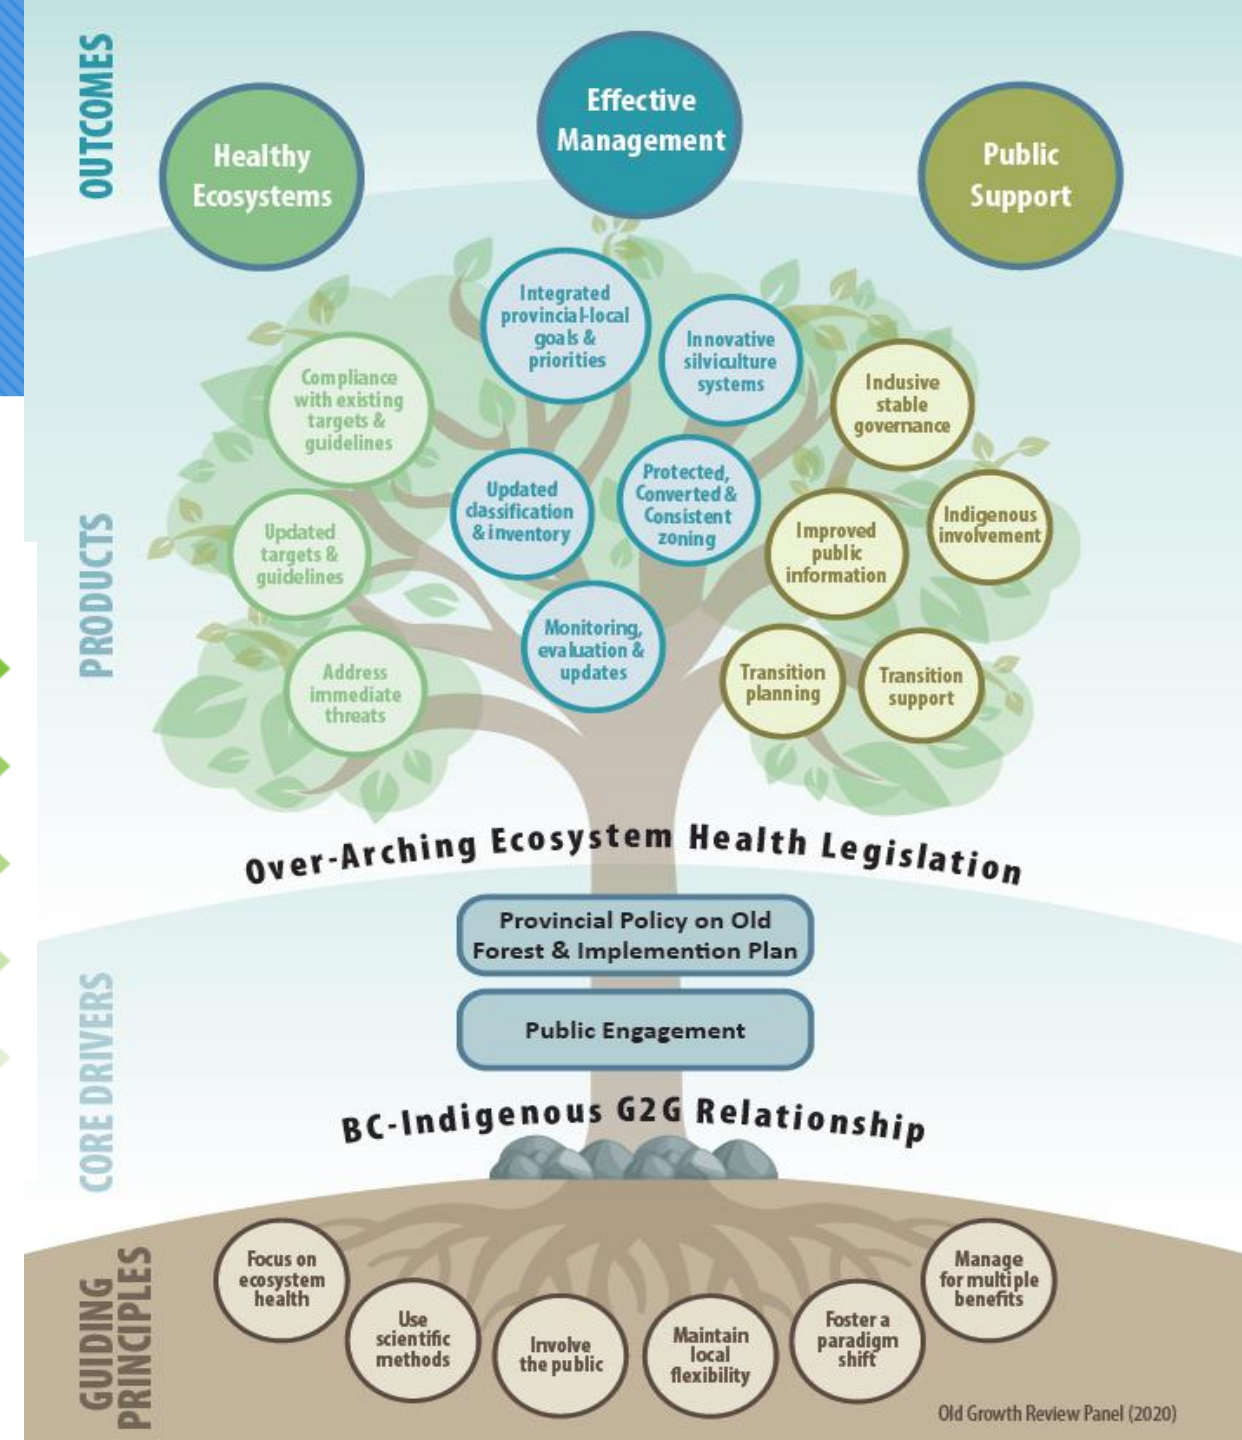 OUTCOMES
Healthy
Ecosystems
Effective
Management
Public
Support
PRODUCTS
Compliance
with existing
targets &
guidelines
Updated
targets &
guidelines
Address
immediate
threats
Integrated
provincial-local
goals &
priorities
Innovative
silviculture
systems
Updated
classification
& inventory
Protected,
Converted &
Consistent
zoning
Monitoring,
evaluation &
updates
Inclusive
stable
governance
Improved
public
information
Indigenous
involvement
Transition
planning
Transition
support
Over-Arching Ecosystem Health Legislation
CORE DRIVERS
Provincial Policy on Old
Forest & Implemention Plan
Public Engagement
BC-Indigenous G2G Relationship
GUIDING
PRINCIPLES
Focus on
ecosystem
health
Use
scientific
methods
Involve
the public
Maintain
local
flexibility
Foster a
paradigm
shift
Manage
for multiple
benefits
Old Growth Review Panel (2020)